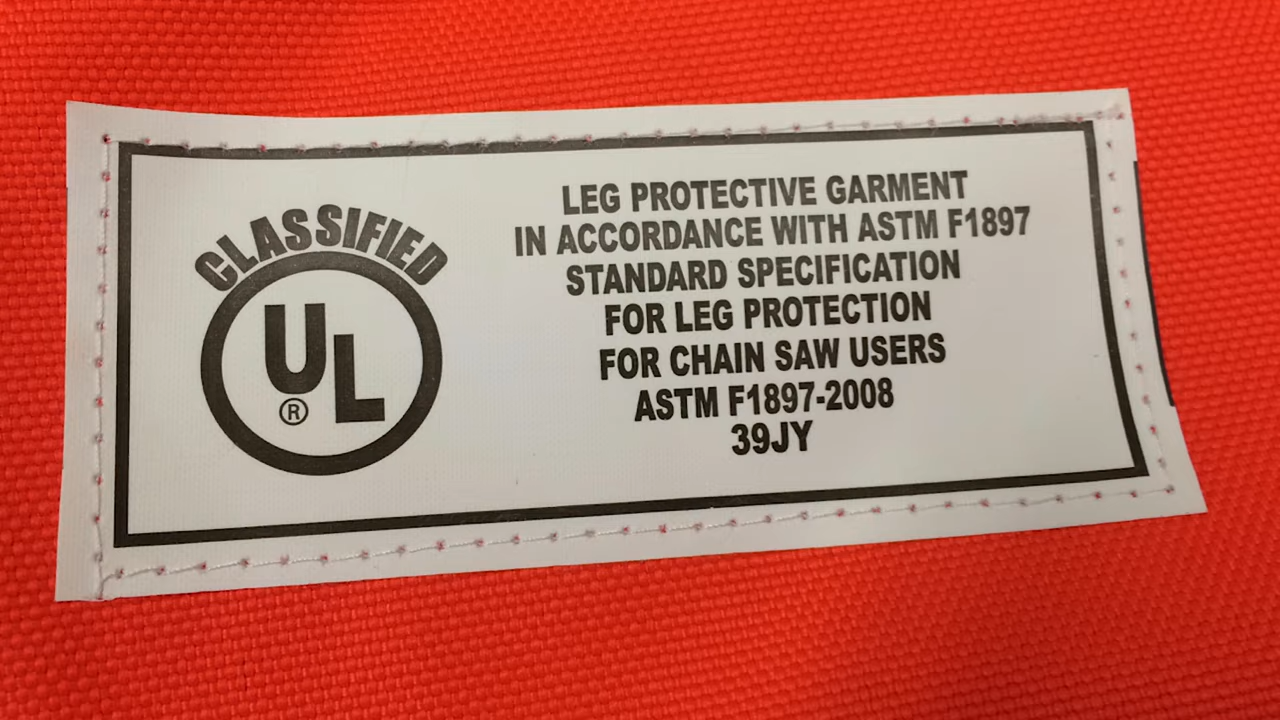 CLASSIFIED
UL
®
LEG PROTECTIVE GARMENT
IN ACCORDANCE WITH ASTM F1897
STANDARD SPECIFICATION
FOR LEG PROTECTION
FOR CHAIN SAW USERS
ASTM F1897-2008
39JY